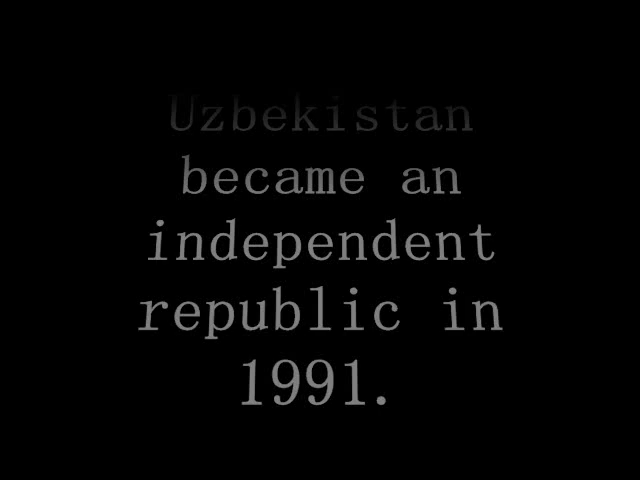 Uzbekistan
became an
independent
republic in
1991.